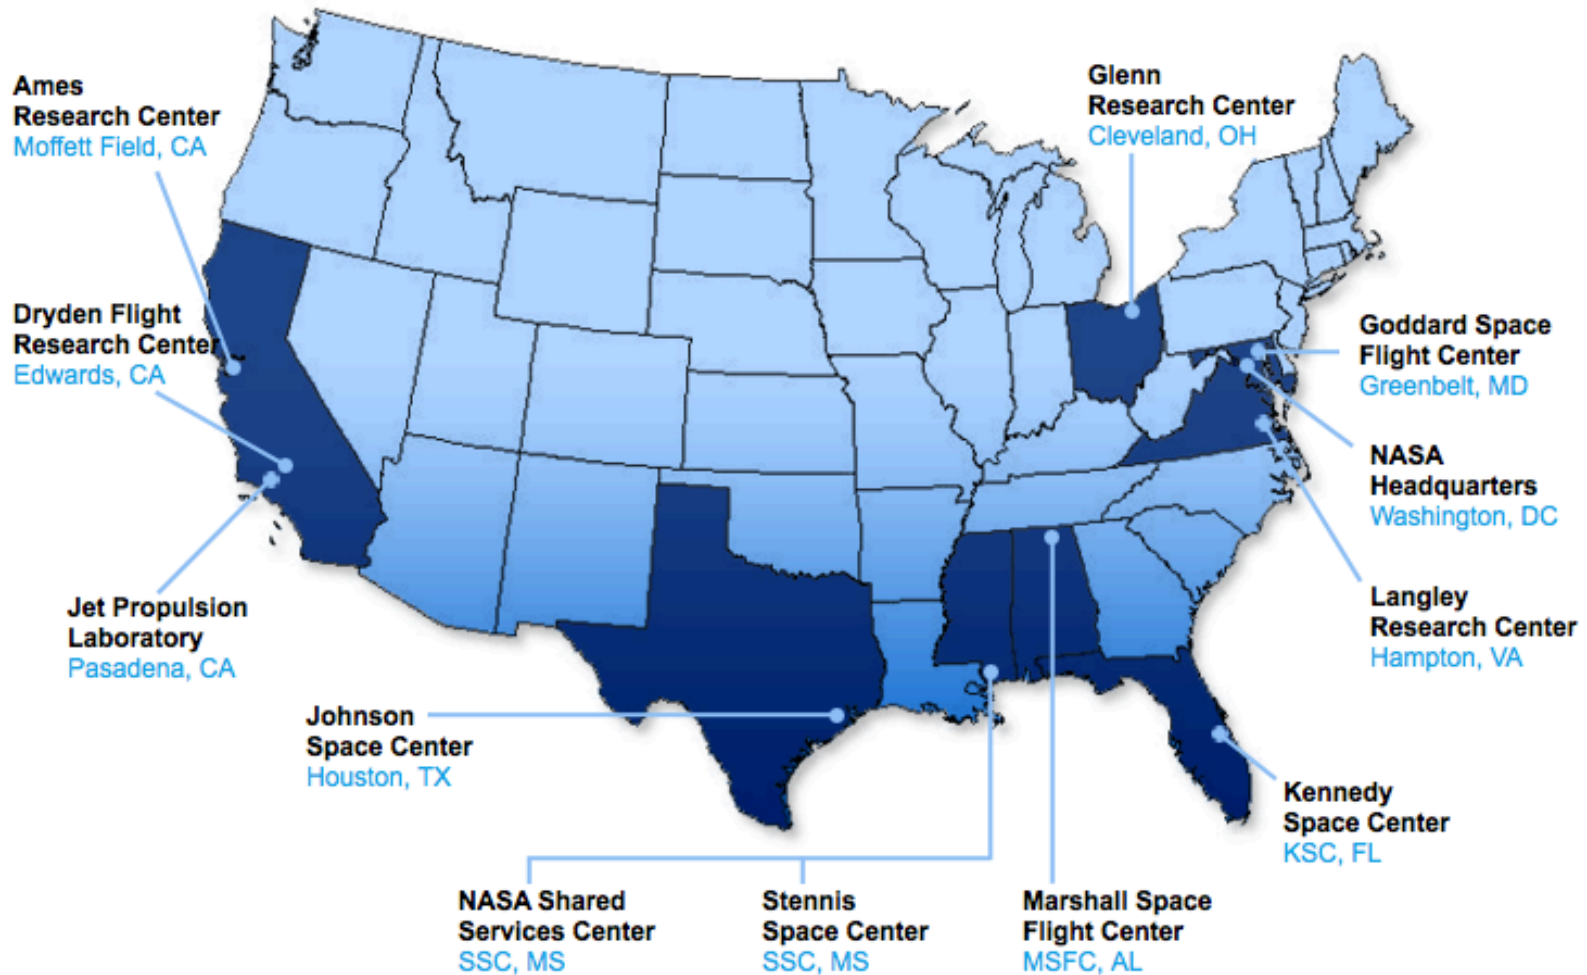 Ames
Research Center
Moffett Field, CA
Glenn
Research Center
Cleveland, OH
Dryden Flight
Research Center
Edwards, CA
Goddard Space
Flight Center
Greenbelt, MD
NASA
Headquarters
Washington, DC
Jet Propulsion
Laboratory
Pasadena, CA
Langley
Research Center
Hampton, VA
Johnson
Space Center
Houston, TX
Kennedy
Space Center
KSC, FL
NASA Shared
Services Center
SSC, MS
Stennis
Space Center
SSC, MS
Marshall Space
Flight Center
MSFC, AL